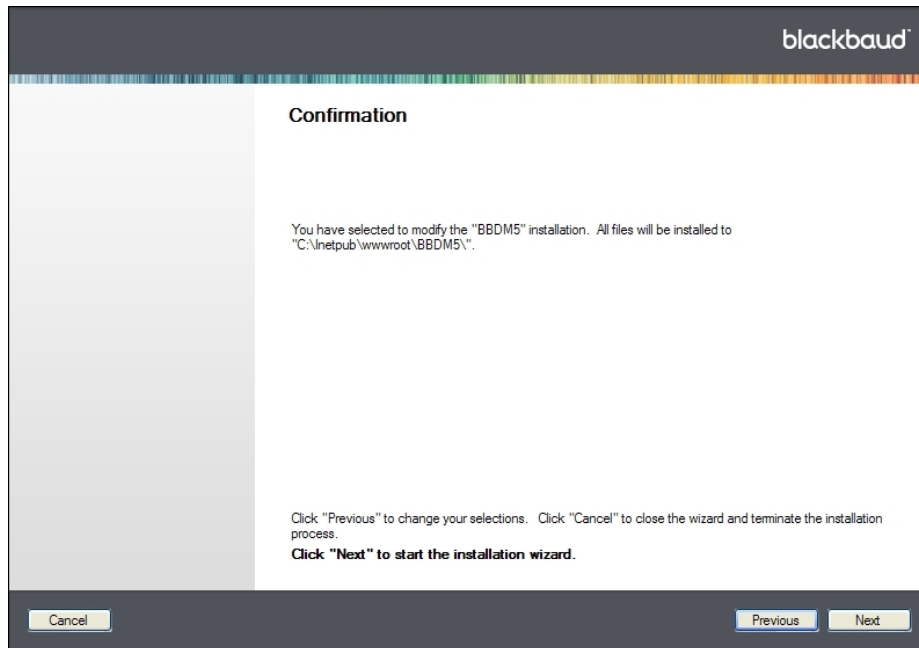 blackbaud
Confirmation
You have selected to modify the "BBDM5" installation.  All files will be installed to
"C:\Inetpub\wwwroot\BBDM5\".
Click "Previous" to change your selections.  Click "Cancel" to close the wizard and terminate the installation
process.
Click "Next" to start the installation wizard.
Cancel
Previous
Next